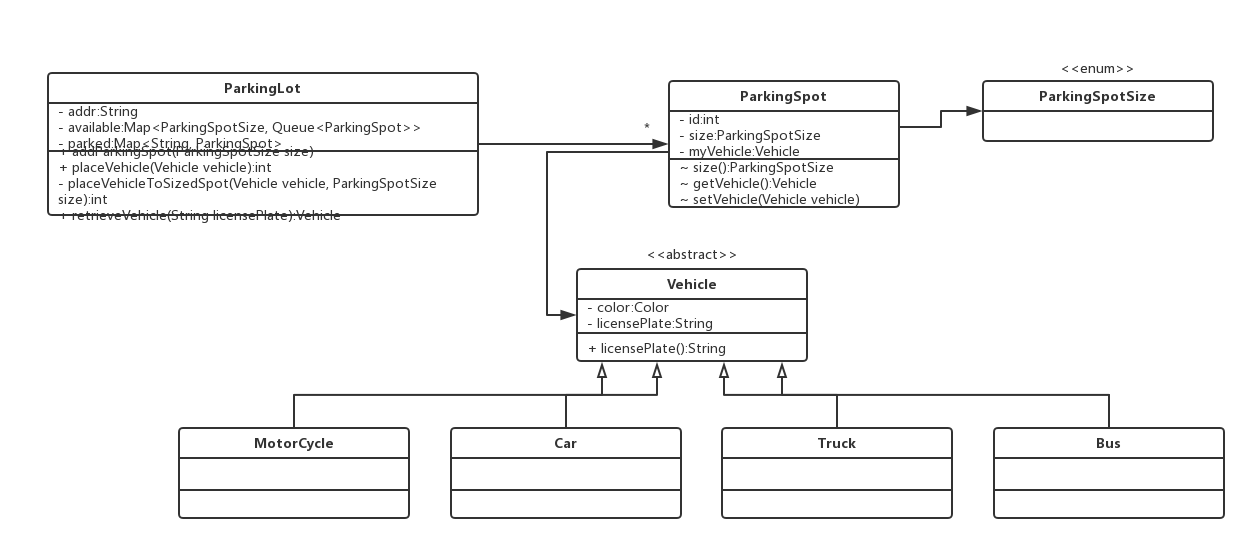 ParkingLot
- addr:String
- available:Map<ParkingSpotSize, Queue<ParkingSpot>>
- parked:Map<String, ParkingSpot>
+ addParkingSpot(ParkingSpotSize size)
+ placeVehicle(Vehicle vehicle):int
- placeVehicleToSizedSpot(Vehicle vehicle, ParkingSpotSize
size):int
+ retrieveVehicle(String licensePlate):Vehicle
*
ParkingSpot
- id:int
- size:ParkingSpotSize
- myVehicle:Vehicle
~ size():ParkingSpotSize
~ getVehicle():Vehicle
~ setVehicle(Vehicle vehicle)
<<enum>>
ParkingSpotSize
<<abstract>>
Vehicle
- color:Color
- licensePlate:String
+ licensePlate():String
MotorCycle
Car
Truck
Bus